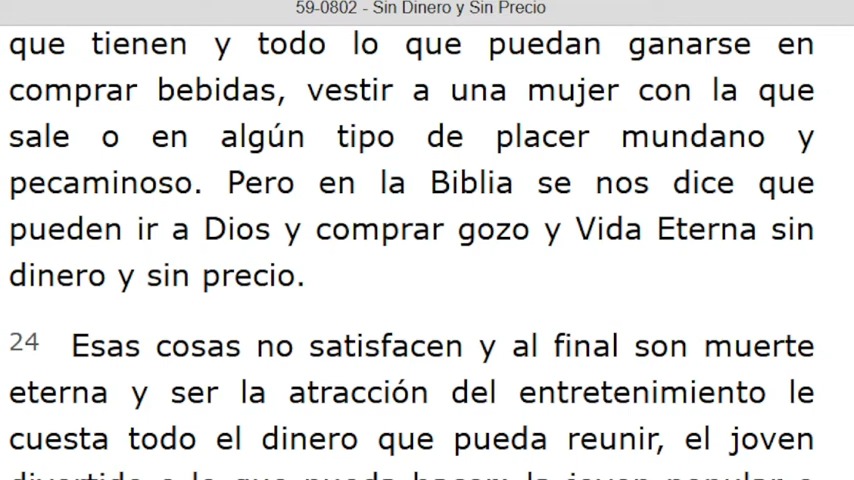 59-0802 - Sin Dinero y Sin Precio
que tienen y todo lo que puedan ganarse en
comprar bebidas, vestir a una mujer con la que
sale o en algún tipo de placer mundano y
pecaminoso. Pero en la Biblia se nos dice que
pueden ir a Dios y comprar gozo y Vida Eterna sin
dinero y sin precio.
24 Esas cosas no satisfacen y al final son muerte
eterna y ser la atracción del entretenimiento le
cuesta todo el dinero que pueda reunir, el joven